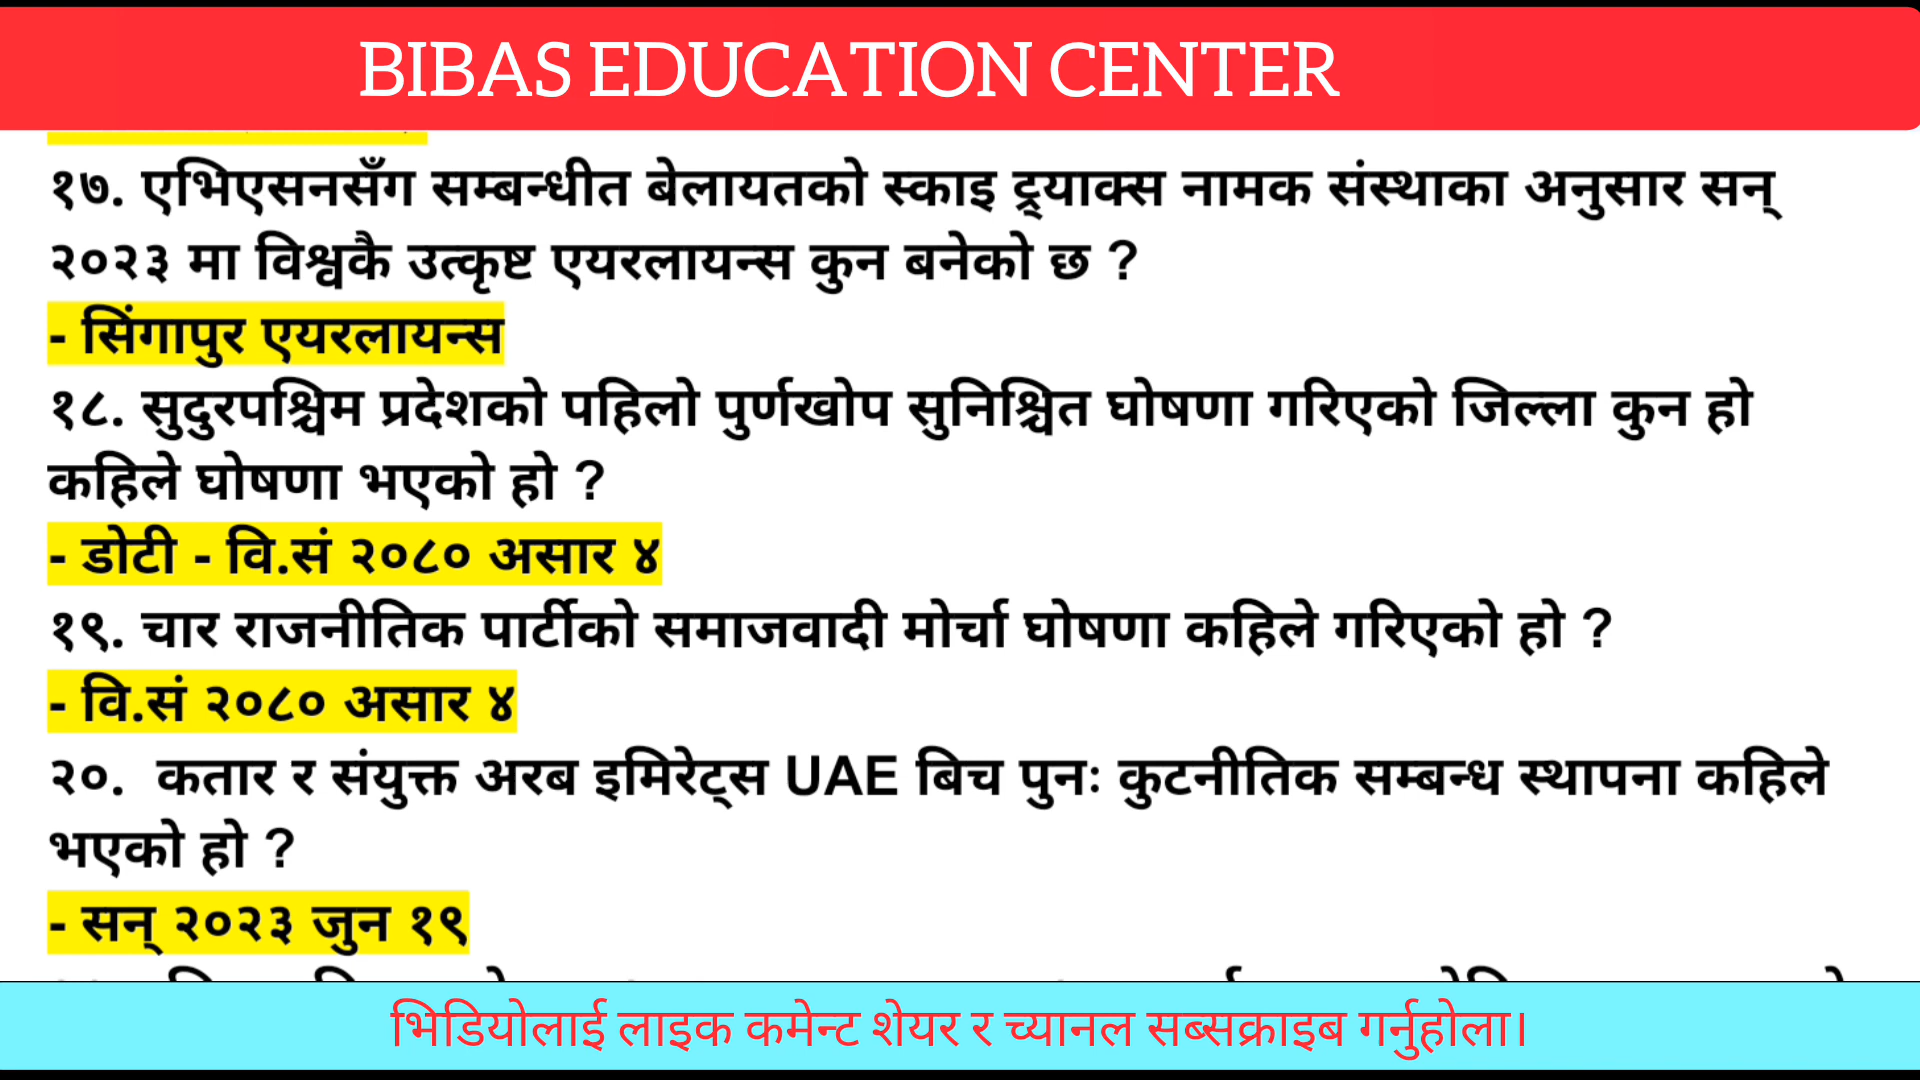 BIBAS EDUCATION CENTER
१७. एभिएसनसँग सम्बन्धीत बेलायतको स्काइ ट्र्याक्स नामक संस्थाका अनुसार सन्
२०२३ मा विश्वकै उत्कृष्ट एयरलायन्स कुन बनेको छ ?
- सिंगापुर एयरलायन्स
१८. सुदुरपश्चिम प्रदेशको पहिलो पुर्णखोप सुनिश्चित घोषणा गरिएको जिल्ला कुन हो
कहिले घोषणा भएको हो ?
- डोटी - वि.सं २०८० असार ४
१९. चार राजनीतिक पार्टीको समाजवादी मोर्चा घोषणा कहिले गरिएको हो ?
- वि.सं २०८० असार ४
२०. कतार र संयुक्त अरब इमिरेट्स UAE बिच पुनः कुटनीतिक सम्बन्ध स्थापना कहिले
भएको हो ?
- सन् २०२३ जुन १९
भिडियोलाई लाइक कमेन्ट शेयर र च्यानल सब्सक्राइब गर्नुहोला।